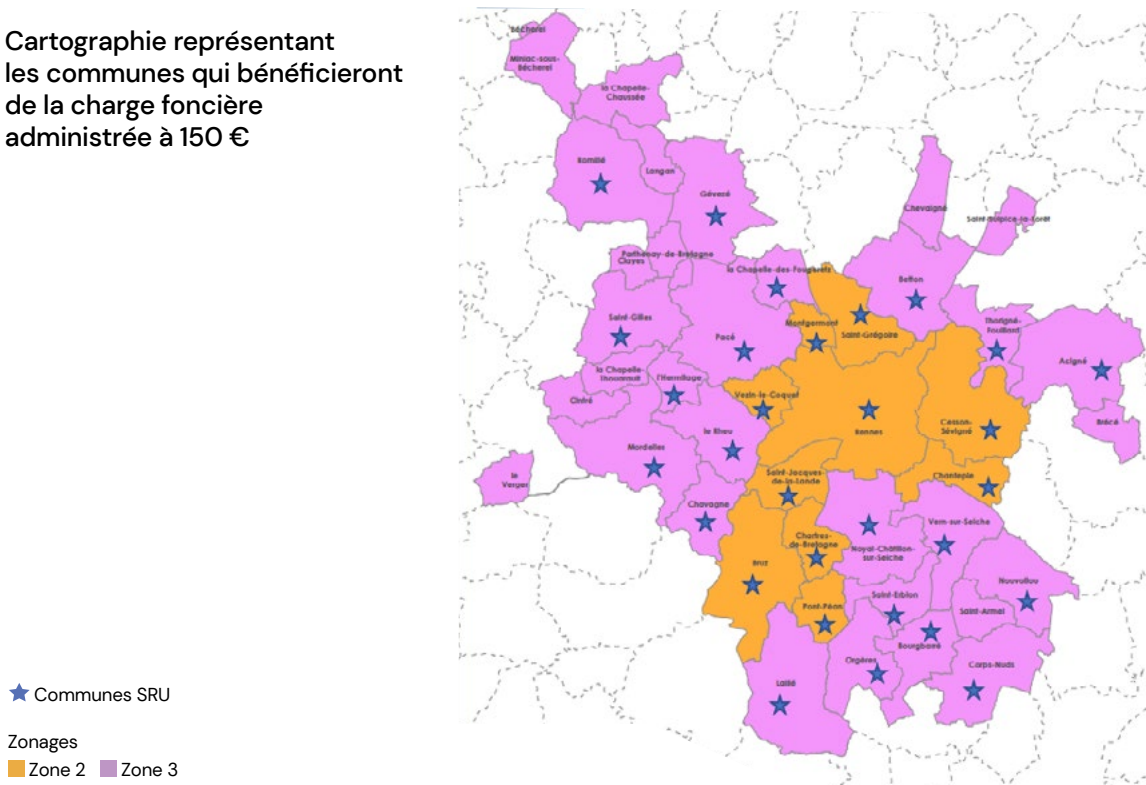 Cartographie représentant
les communes qui bénéficieront
de la charge foncière
administrée à 150 €
Bécherel
Miniac-sous-
Bécherel
la Chapelle-
Chaussée
Romillé
Langan
Gévezé
Chevaigné
Saint-Sulpice-la-Forêt
Parthenay-de-Bretagne
Clayes
la Chapelle-des-Fougeretz
Betton
Saint-Gilles
Montgermont
Saint-Grégoire
Thorigné-
Fouillard
Pacé
Acigné
la Chapelle-
Thouarault
l'Hermitage
Cintré
Vezin-le-Coquet
Rennes
Cesson-
Sévigné
Brécé
le Rheu
Mordelles
le
Verger
Saint-Jacques-
de-la-Lande
Chantepie
Chavagne
Vern-sur-Seiche
Chartres-
de-Bretagne
Noyal-Châtillon-
sur-Seiche
Bruz
Nouvoitou
Saint-Erblon
Pont-Péan
Saint-Armel
Bourgbarré
Orgères
Corps-Nuds
Laillé
Communes SRU
Zonages
Zone 2
Zone 3